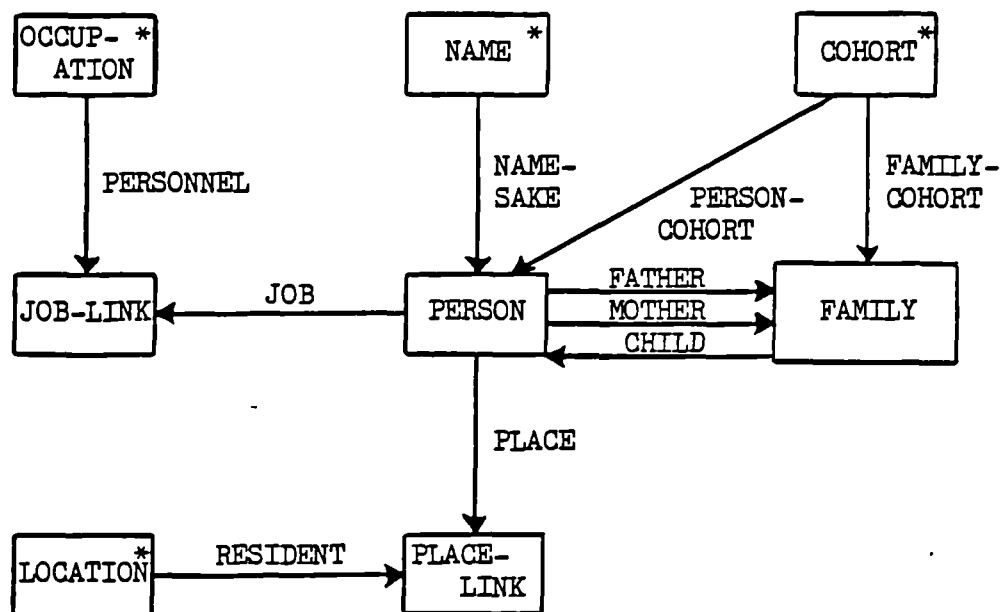 OCCUP- *
ATION
NAME *
COHORT *
PERSONNEL
NAME-
SAKE
PERSON-
COHORT
FAMILY-
COHORT
JOB-LINK
JOB
PERSON
FATHER
MOTHER
CHILD
FAMILY
PLACE
LOCATION *
RESIDENT
PLACE-
LINK